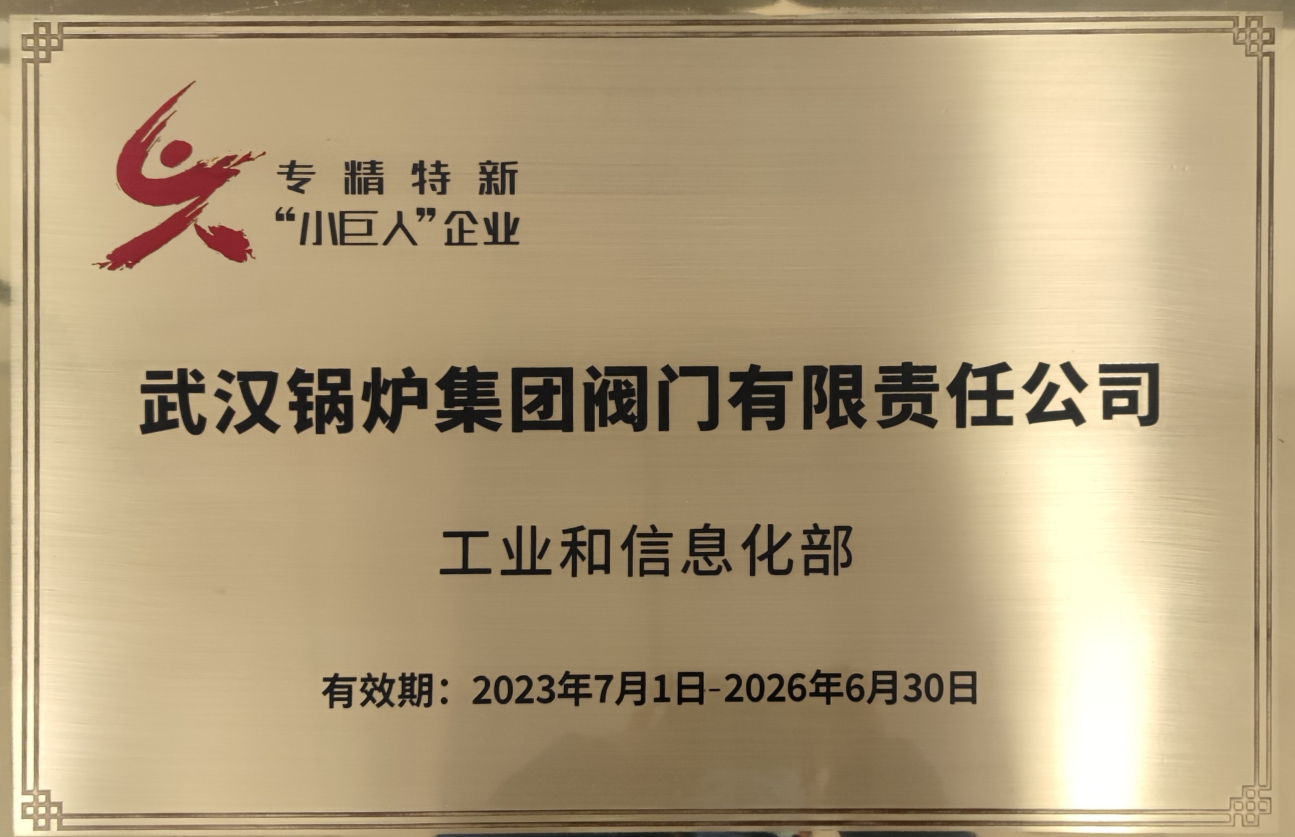 专精特新
“小巨人”企业
武汉锅炉集团阀门有限责任公司
工业和信息化部
有效期：2023年7月1日-2026年6月30日